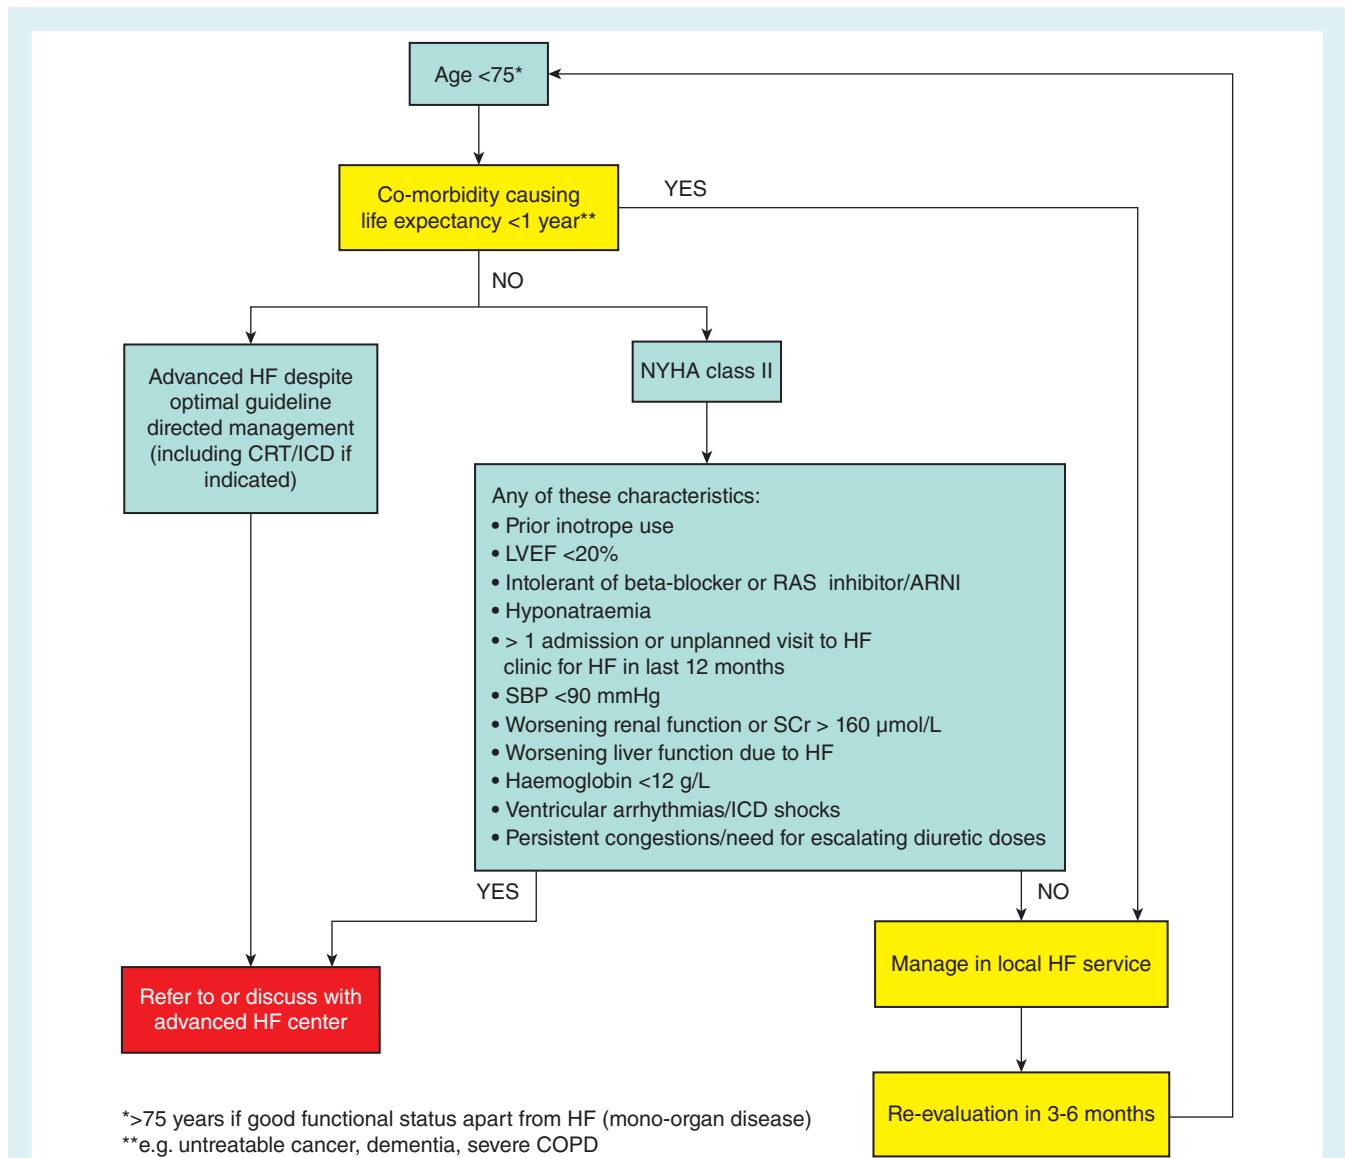 Age <75*
Co-morbidity causing
life expectancy <1 year**
YES
NO
Advanced HF despite
optimal guideline
directed management
(including CRT/ICD if
indicated)
NYHA class II
Any of these characteristics:
• Prior inotrope use
• LVEF <20%
• Intolerant of beta-blocker or RAS inhibitor/ARNI
• Hyponatraemia
• > 1 admission or unplanned visit to HF
clinic for HF in last 12 months
• SBP <90 mmHg
• Worsening renal function or SCr > 160 µmol/L
• Worsening liver function due to HF
• Haemoglobin <12 g/L
• Ventricular arrhythmias/ICD shocks
• Persistent congestions/need for escalating diuretic doses
YES
NO
Refer to or discuss with
advanced HF center
Manage in local HF service
Re-evaluation in 3-6 months
*>75 years if good functional status apart from HF (mono-organ disease)
**e.g. untreatable cancer, dementia, severe COPD